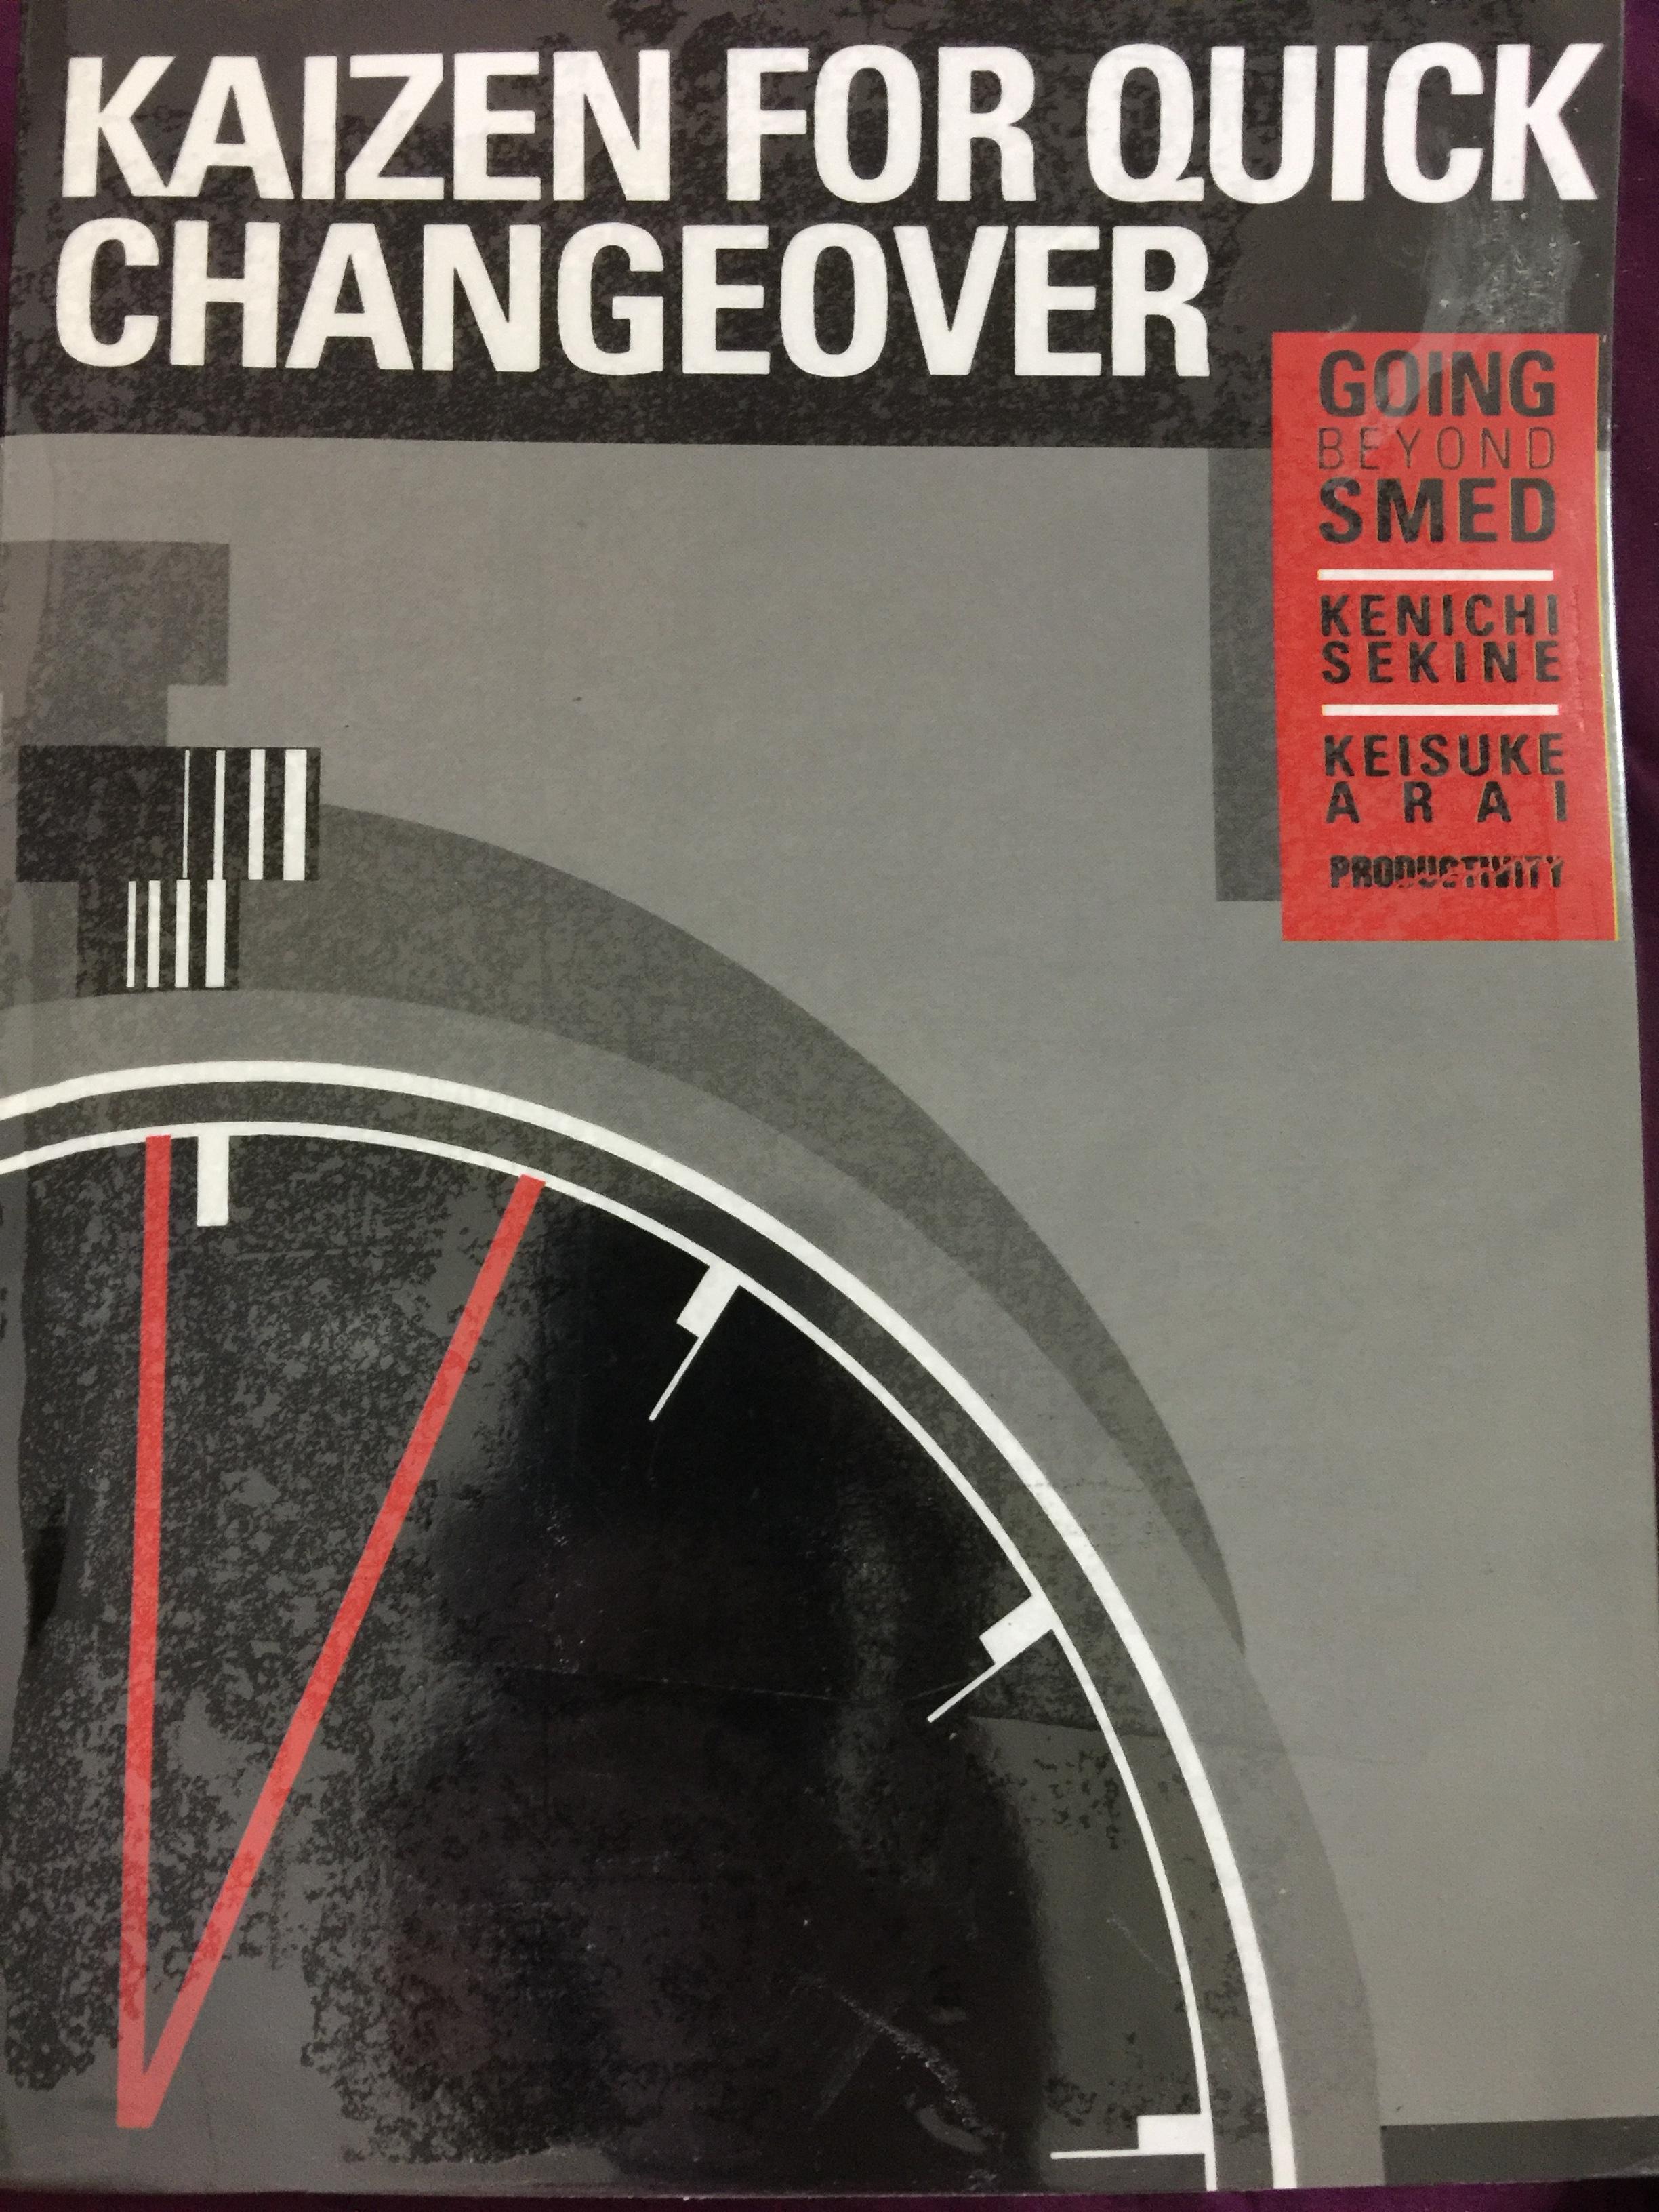 KAIZEN FOR QUICK
CHANGEOVER
GOING
BEYOND
SMED
KENICHI
SEKINE
KEISUKE
ARAI
PRODUCTIVITY